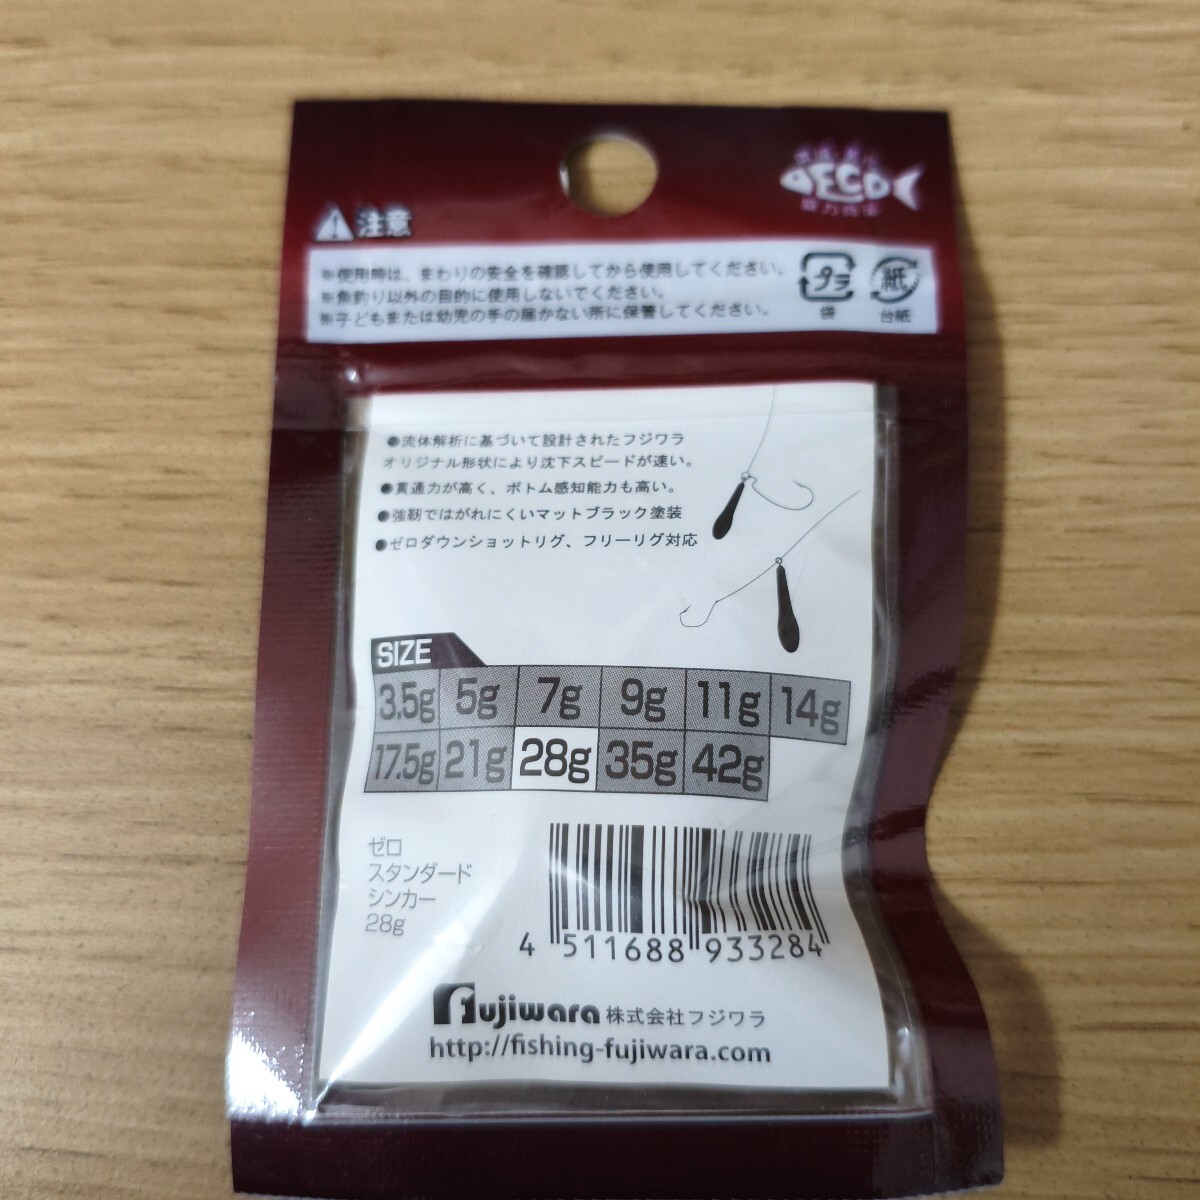 ECO
注意
※使用時は、まわりの安全を確認してから使用してください。
※魚釣り以外の目的に使用しないでください。
※子どもまたは幼児の手の届かない所に保管してください。
プラ
袋
紙
台紙
●流体解析に基づいて設計されたフジワラ
オリジナル形状により沈下スピードが速い。
●貫通力が高く、ボトム感知能力も高い。
●強靭ではがれにくいマットブラック塗装
●ゼロダウンショットリグ、フリーリグ対応
SIZE
3.5g 5g 7g 9g 11g 14g
17.5g 21g 28g 35g 42g
ゼロ
スタンダード
シンカー
28g
4 511688 933284
Fujiwara 株式会社フジワラ
http://fishing-fujiwara.com